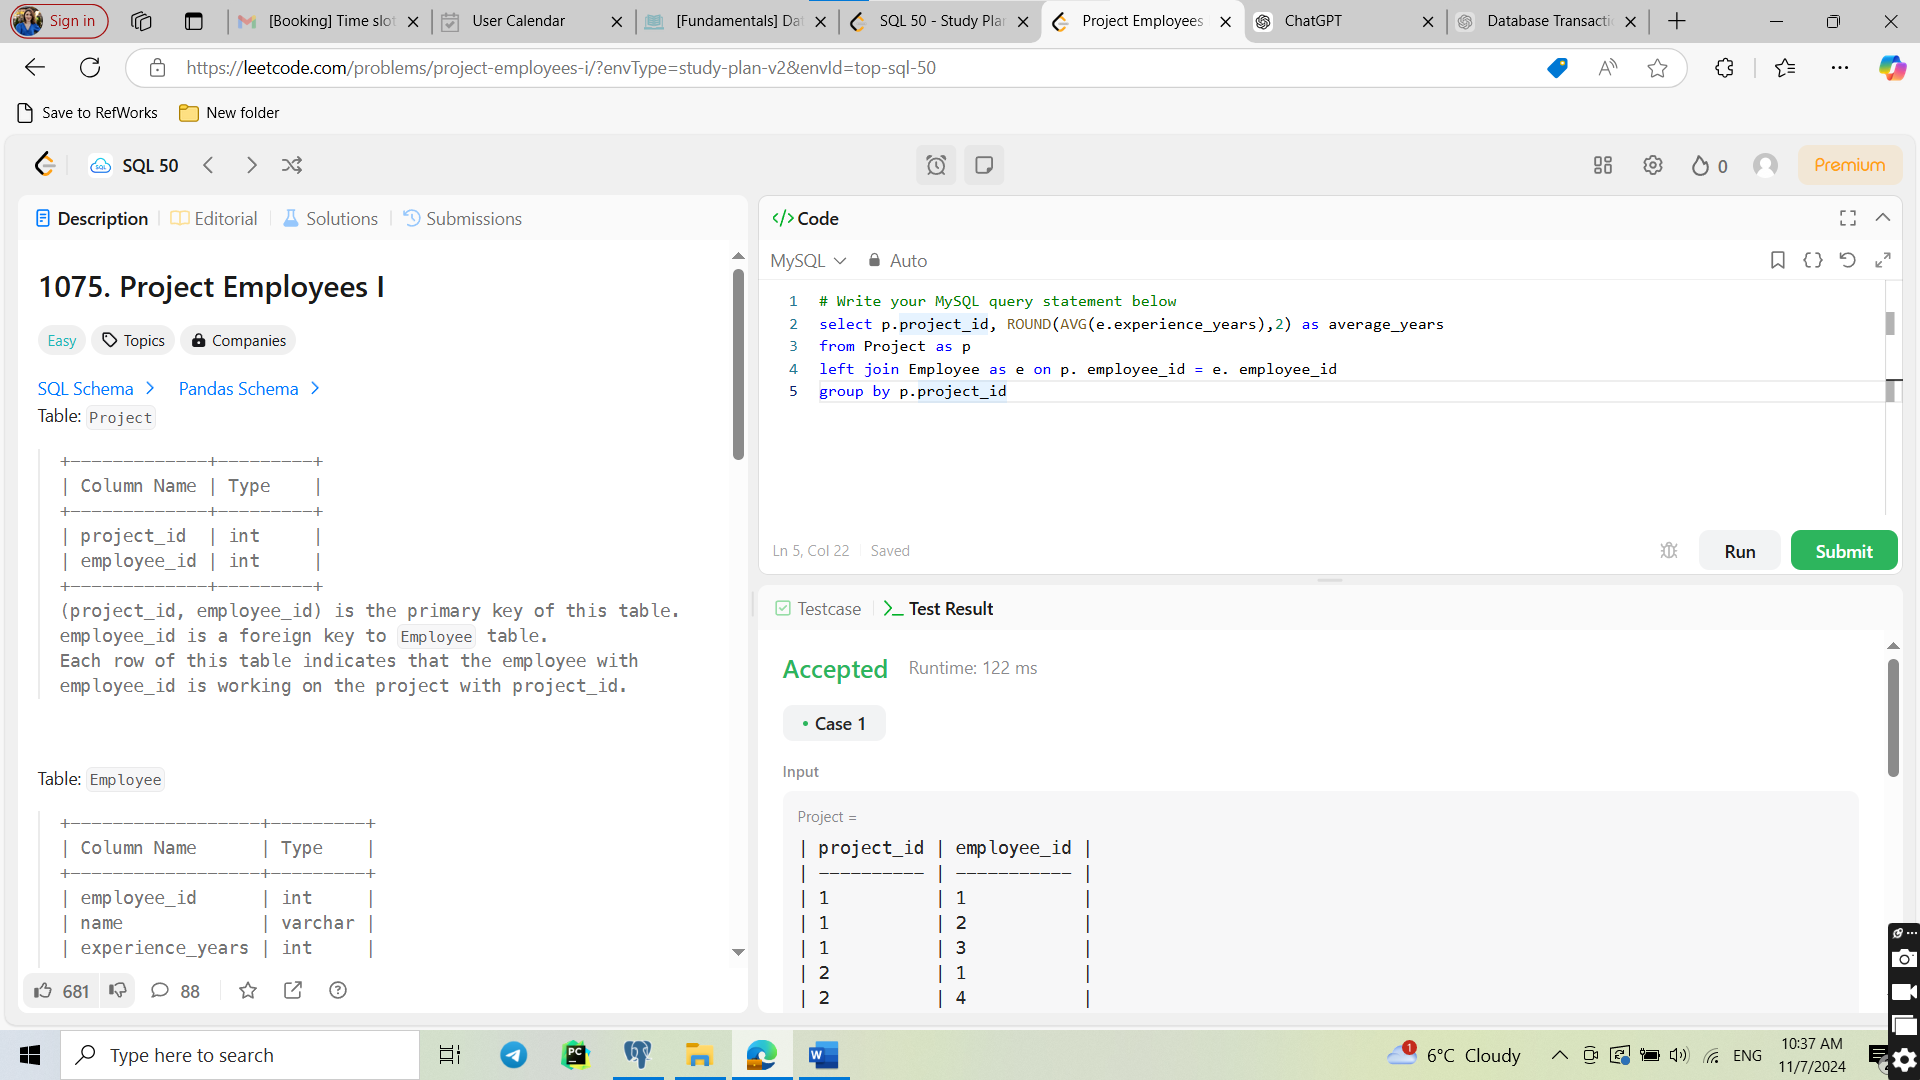 Sign in
[Booking] Time slot
User Calendar
[Fundamentals] Dat
SQL 50 - Study Plan
Project Employees
ChatGPT
Database Transactio
https://leetcode.com/problems/project-employees-i/?envType=study-plan-v2&envId=top-sql-50
Save to RefWorks
New folder
SQL 50
0
Premium
Description
Editorial
Solutions
Submissions
1075. Project Employees I
Easy
Topics
Companies
SQL Schema
Pandas Schema
Table: Project
+-------------+---------+
| Column Name | Type    |
+-------------+---------+
| project_id  | int     |
| employee_id | int     |
+-------------+---------+
(project_id, employee_id) is the primary key of this table.
employee_id is a foreign key to Employee table.
Each row of this table indicates that the employee with
employee_id is working on the project with project_id.
Table: Employee
+------------------+---------+
| Column Name      | Type    |
+------------------+---------+
| employee_id      | int     |
| name             | varchar |
| experience_years | int     |
681
88
</> Code
MySQL
Auto
1 # Write your MySQL query statement below
2 select p.project_id, ROUND(AVG(e.experience_years),2) as average_years
3 from Project as p
4 left join Employee as e on p. employee_id = e. employee_id
5 group by p.project_id
Ln 5, Col 22
Saved
Run
Submit
Testcase
>_ Test Result
Accepted
Runtime: 122 ms
• Case 1
Input
Project =
| project_id | employee_id |
| ---------- | ----------- |
| 1          | 1           |
| 1          | 2           |
| 1          | 3           |
| 2          | 1           |
| 2          | 4           |
Type here to search
PC
W
1
6°C Cloudy
ENG
10:37 AM
11/7/2024